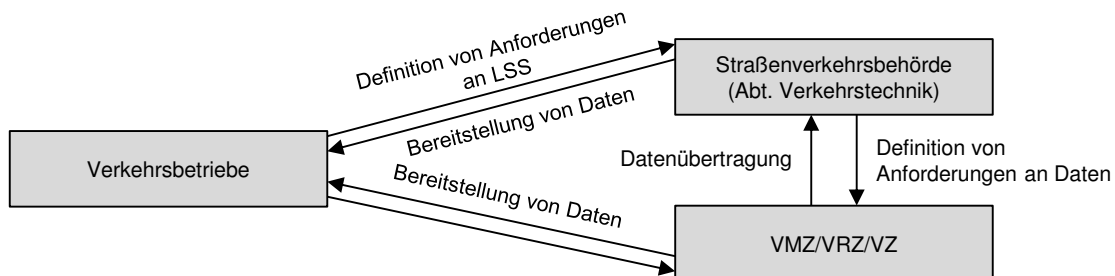 Definition von Anforderungen
an LSS
Straßenverkehrsbehörde
(Abt. Verkehrstechnik)
Bereitstellung von Daten
Verkehrsbetriebe
Datenübertragung
Definition von
Anforderungen an Daten
Bereitstellung von Daten
VMZ/VRZ/VZ